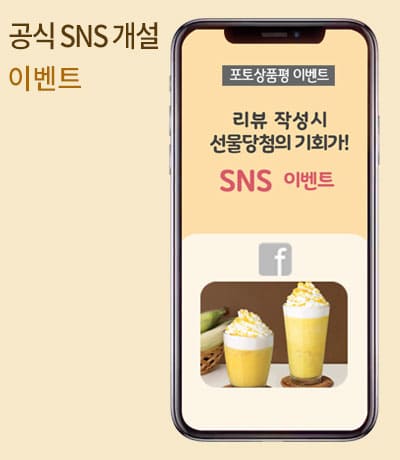 공식 SNS 개설
이벤트
포토상품평 이벤트
리뷰 작성시
선물당첨의 기회가!
SNS 이벤트
f